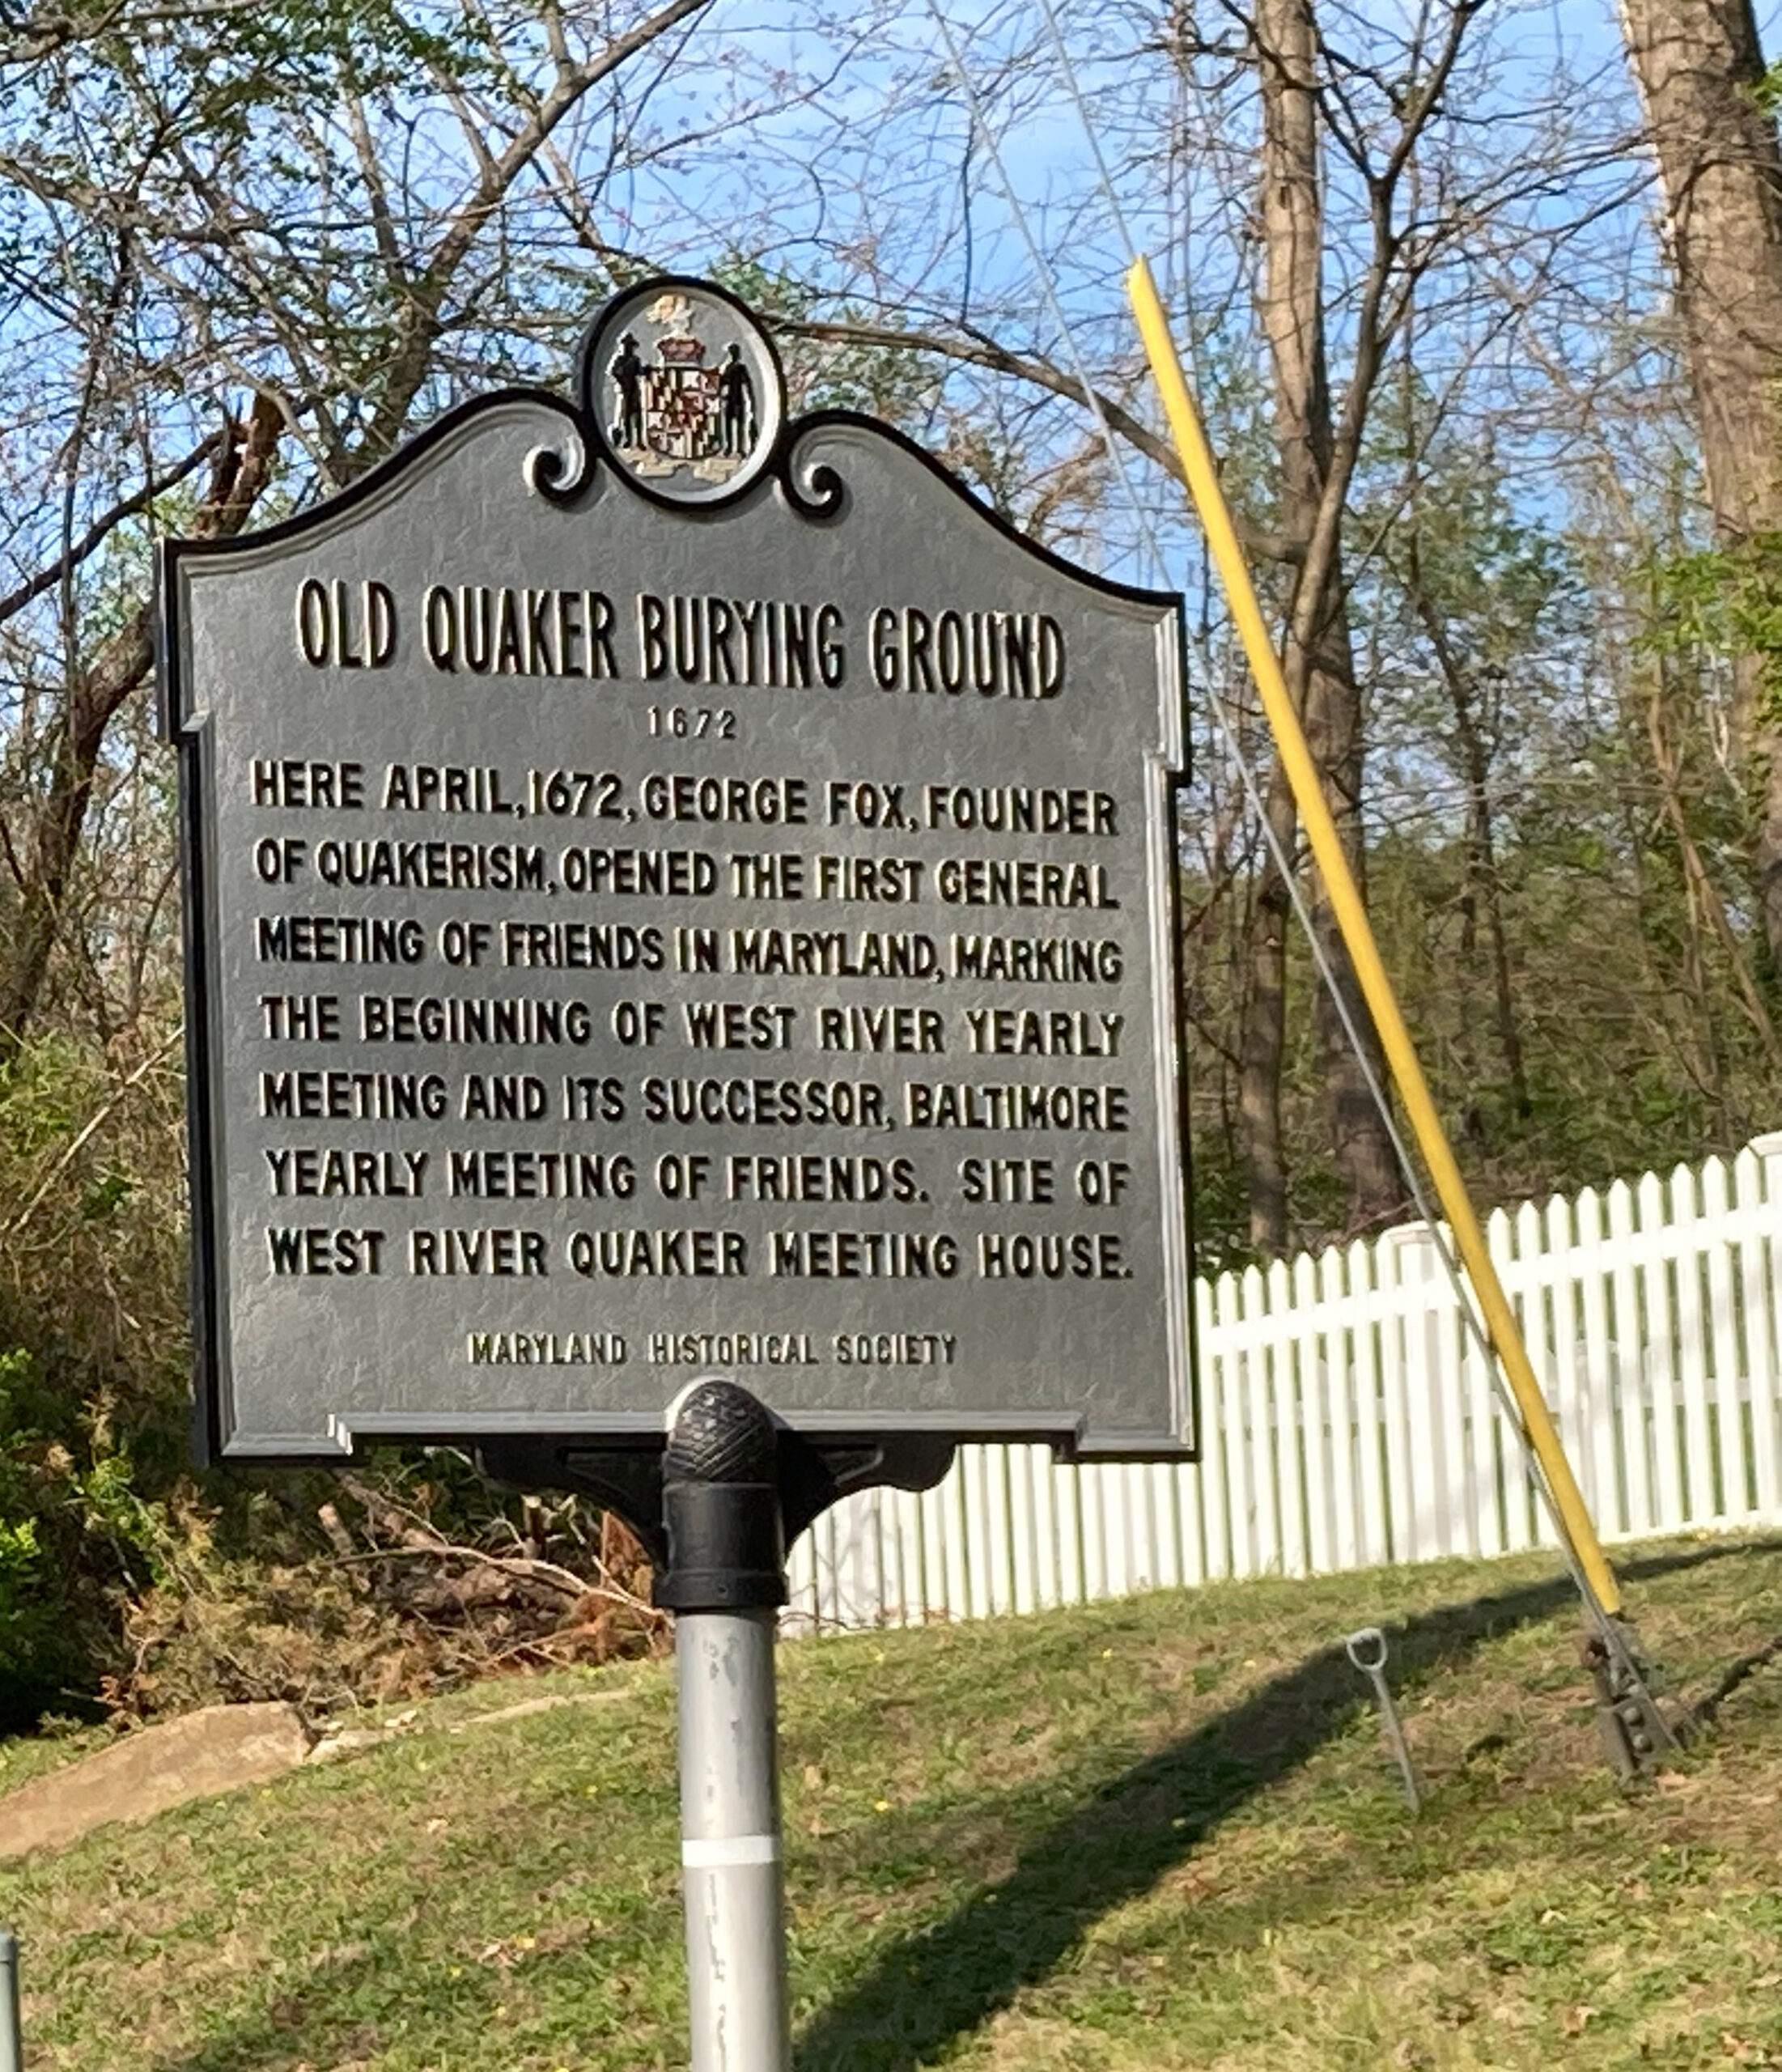 OLD QUAKER BURYING GROUND
1672
HERE APRIL, 1672, GEORGE FOX, FOUNDER
OF QUAKERISM, OPENED THE FIRST GENERAL
MEETING OF FRIENDS IN MARYLAND, MARKING
THE BEGINNING OF WEST RIVER YEARLY
MEETING AND ITS SUCCESSOR, BALTIMORE
YEARLY MEETING OF FRIENDS. SITE OF
WEST RIVER QUAKER MEETING HOUSE.
MARYLAND HISTORICAL SOCIETY